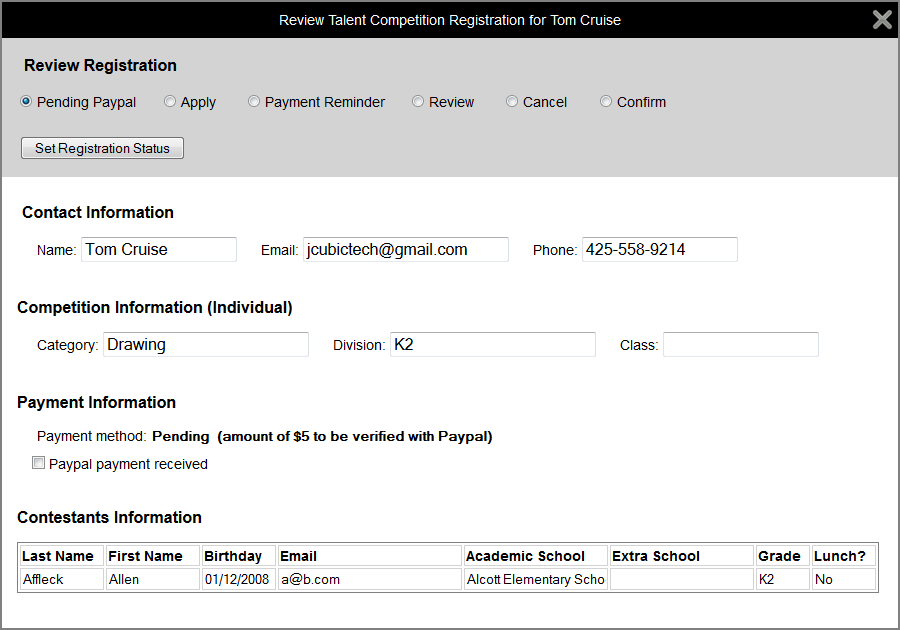 Review Talent Competition Registration for Tom Cruise
Review Registration
Pending Paypal Apply Payment Reminder Review Cancel Confirm
Set Registration Status
Contact Information
Name: Tom Cruise Email: jcubictech@gmail.com Phone: 425-558-9214
Competition Information (Individual)
Category: Drawing Division: K2 Class:
Payment Information
Payment method: Pending (amount of $5 to be verified with Paypal)
Paypal payment received
Contestants Information
Last Name First Name Birthday Email Academic School Extra School Grade Lunch?
Affleck Allen 01/12/2008 a@b.com Alcott Elementary Scho K2 No